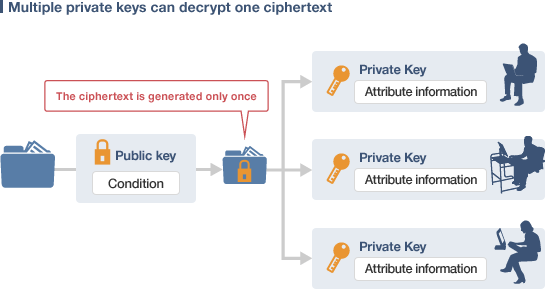 Multiple private keys can decrypt one ciphertext
The ciphertext is generated only once
Public key
Condition
Private Key
Attribute information
Private Key
Attribute information
Private Key
Attribute information